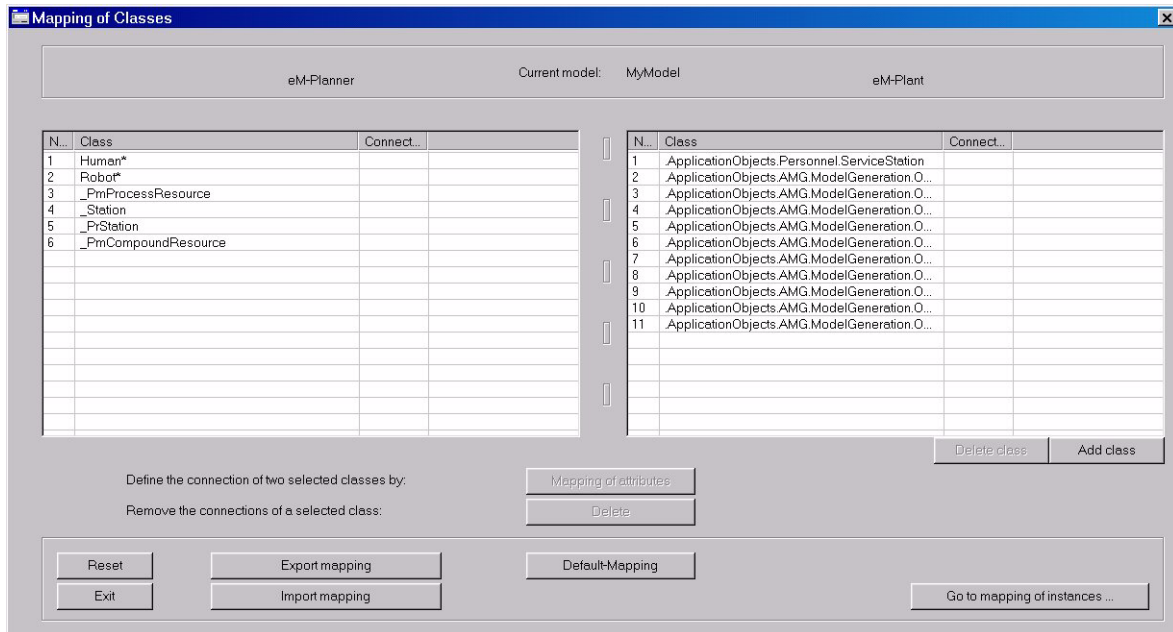 Mapping of Classes
eM-Planner
Current model: MyModel
eM-Plant
N... Class Connect...
1 Human*
2 Robot*
3 _PmProcessResource
4 _Station
5 _PrStation
6 _PmCompoundResource
N... Class Connect...
1 .ApplicationObjects.Personnel.ServiceStation
2 .ApplicationObjects.AMG.ModelGeneration.O...
3 .ApplicationObjects.AMG.ModelGeneration.O...
4 .ApplicationObjects.AMG.ModelGeneration.O...
5 .ApplicationObjects.AMG.ModelGeneration.O...
6 .ApplicationObjects.AMG.ModelGeneration.O...
7 .ApplicationObjects.AMG.ModelGeneration.O...
8 .ApplicationObjects.AMG.ModelGeneration.O...
9 .ApplicationObjects.AMG.ModelGeneration.O...
10 .ApplicationObjects.AMG.ModelGeneration.O...
11 .ApplicationObjects.AMG.ModelGeneration.O...
Delete class Add class
Define the connection of two selected classes by: Mapping of attributes
Remove the connections of a selected class: Delete
Reset Export mapping Default-Mapping
Exit Import mapping Go to mapping of instances ...